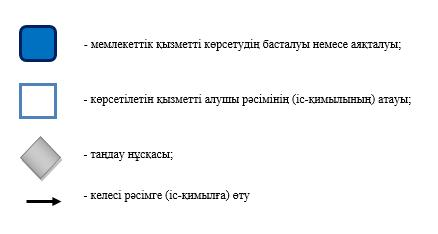 - мемлекеттік қызметті көрсетудің басталуы немесе аяқталуы;
- көрсетілетін қызметті алушы рәсімінің (іс-қимылының) атауы;
- таңдау нұсқасы;
- келесі рәсімге (іс-қимылға) өту